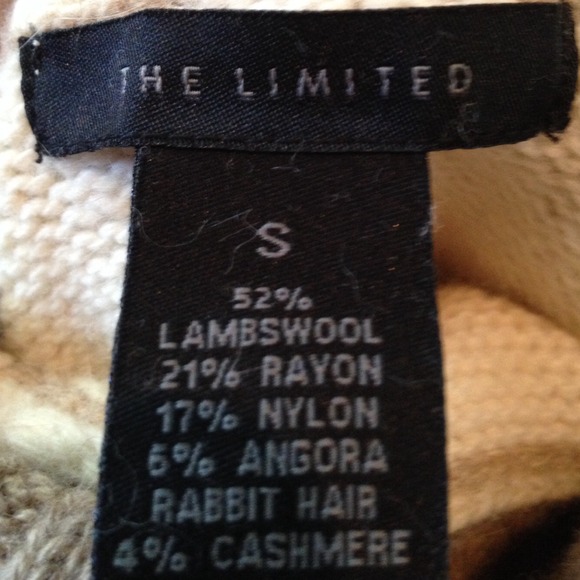 THE LIMITED
S
52%
LAMBSWOOL
21% RAYON
17% NYLON
6% ANGORA
RABBIT HAIR
4% CASHMERE